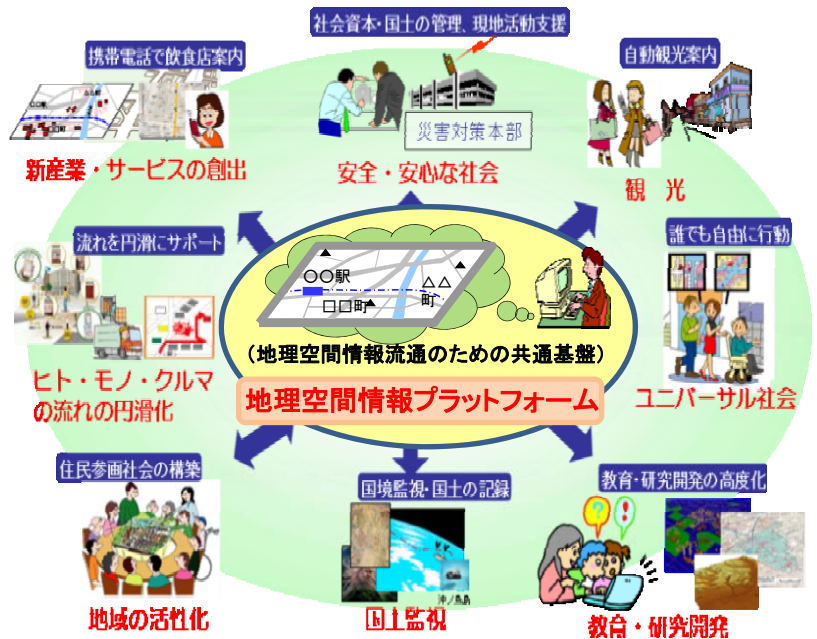 社会資本・国土の管理、現地活動支援
携帯電話で飲食店案内
自動観光案内
災害対策本部
新産業・サービスの創出
安全・安心な社会
観 光
流れを円滑にサポート
誰でも自由に行動
○○駅
△△
町
□□町
(地理空間情報流通のための共通基盤)
地理空間情報プラットフォーム
ヒト・モノ・クルマ
の流れの円滑化
ユニバーサル社会
住民参画社会の構築
国境監視・国土の記録
教育・研究開発の高度化
沖ノ鳥島
地域の活性化
国土監視
教育・研究開発